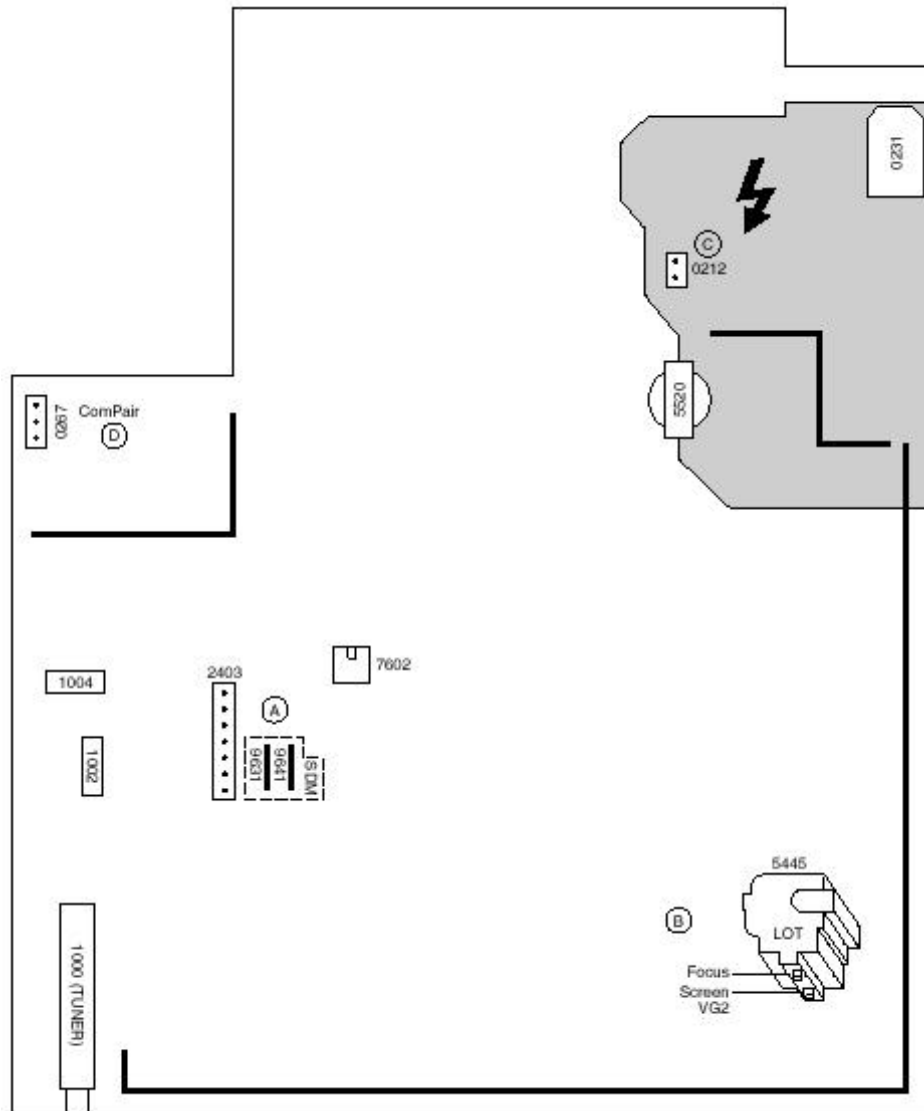 0231
C
0212
5520
0267
ComPair
D
7602
2403
1004
A
1002
9631
9641
SDM
5445
B
LOT
Focus
Screen
VG2
1000 (TUNER)